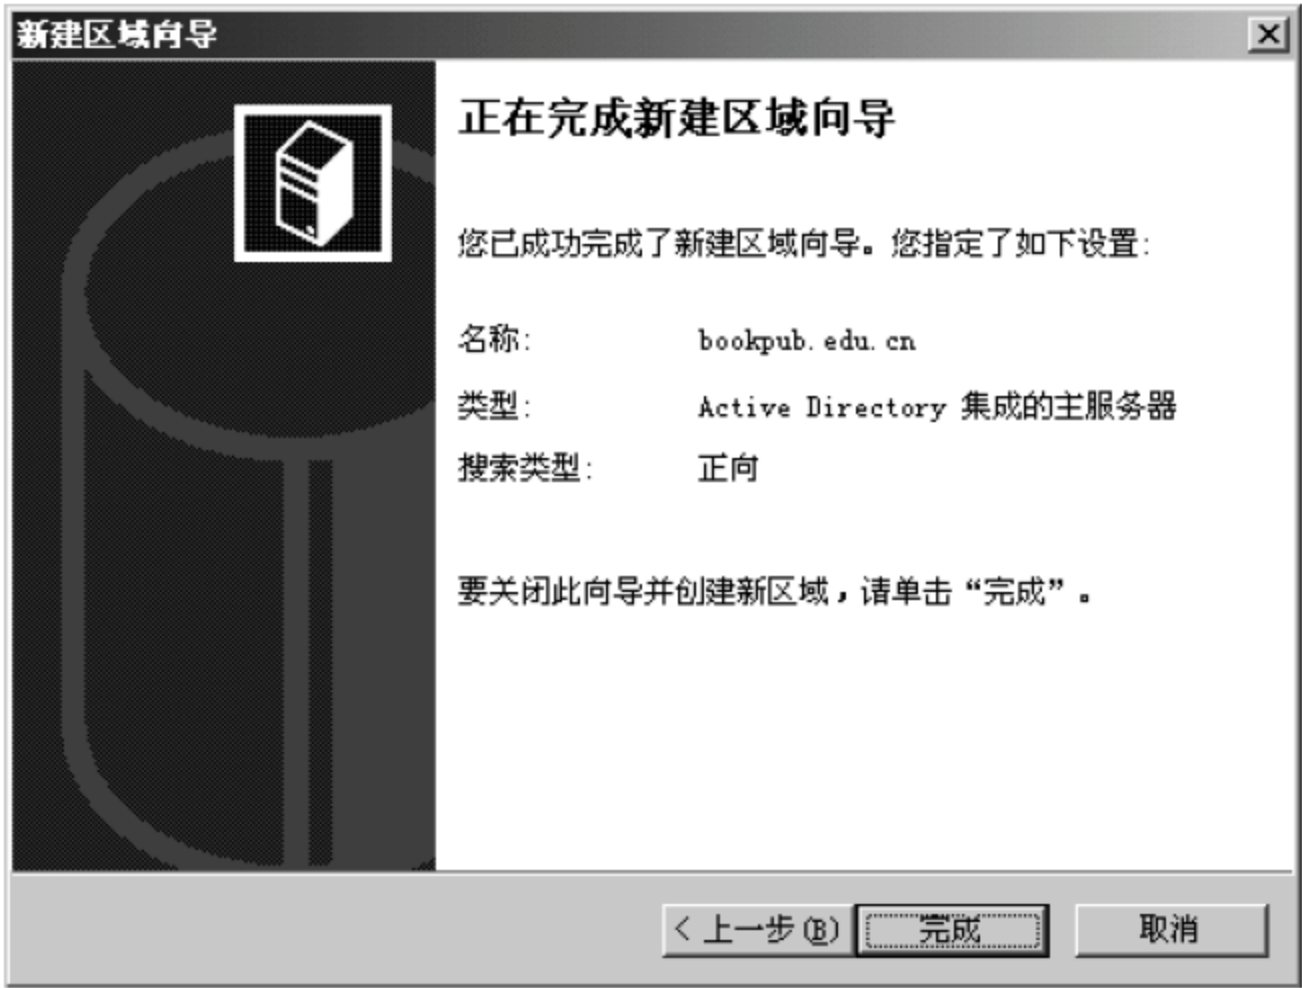 新建区域向导
正在完成新建区域向导
您已成功完成了新建区域向导。您指定了如下设置:
名称: bookpub.edu.cn
类型: Active Directory 集成的主服务器
搜索类型: 正向
要关闭此向导并创建新区域，请单击“完成”。
< 上一步(B) 完成 取消